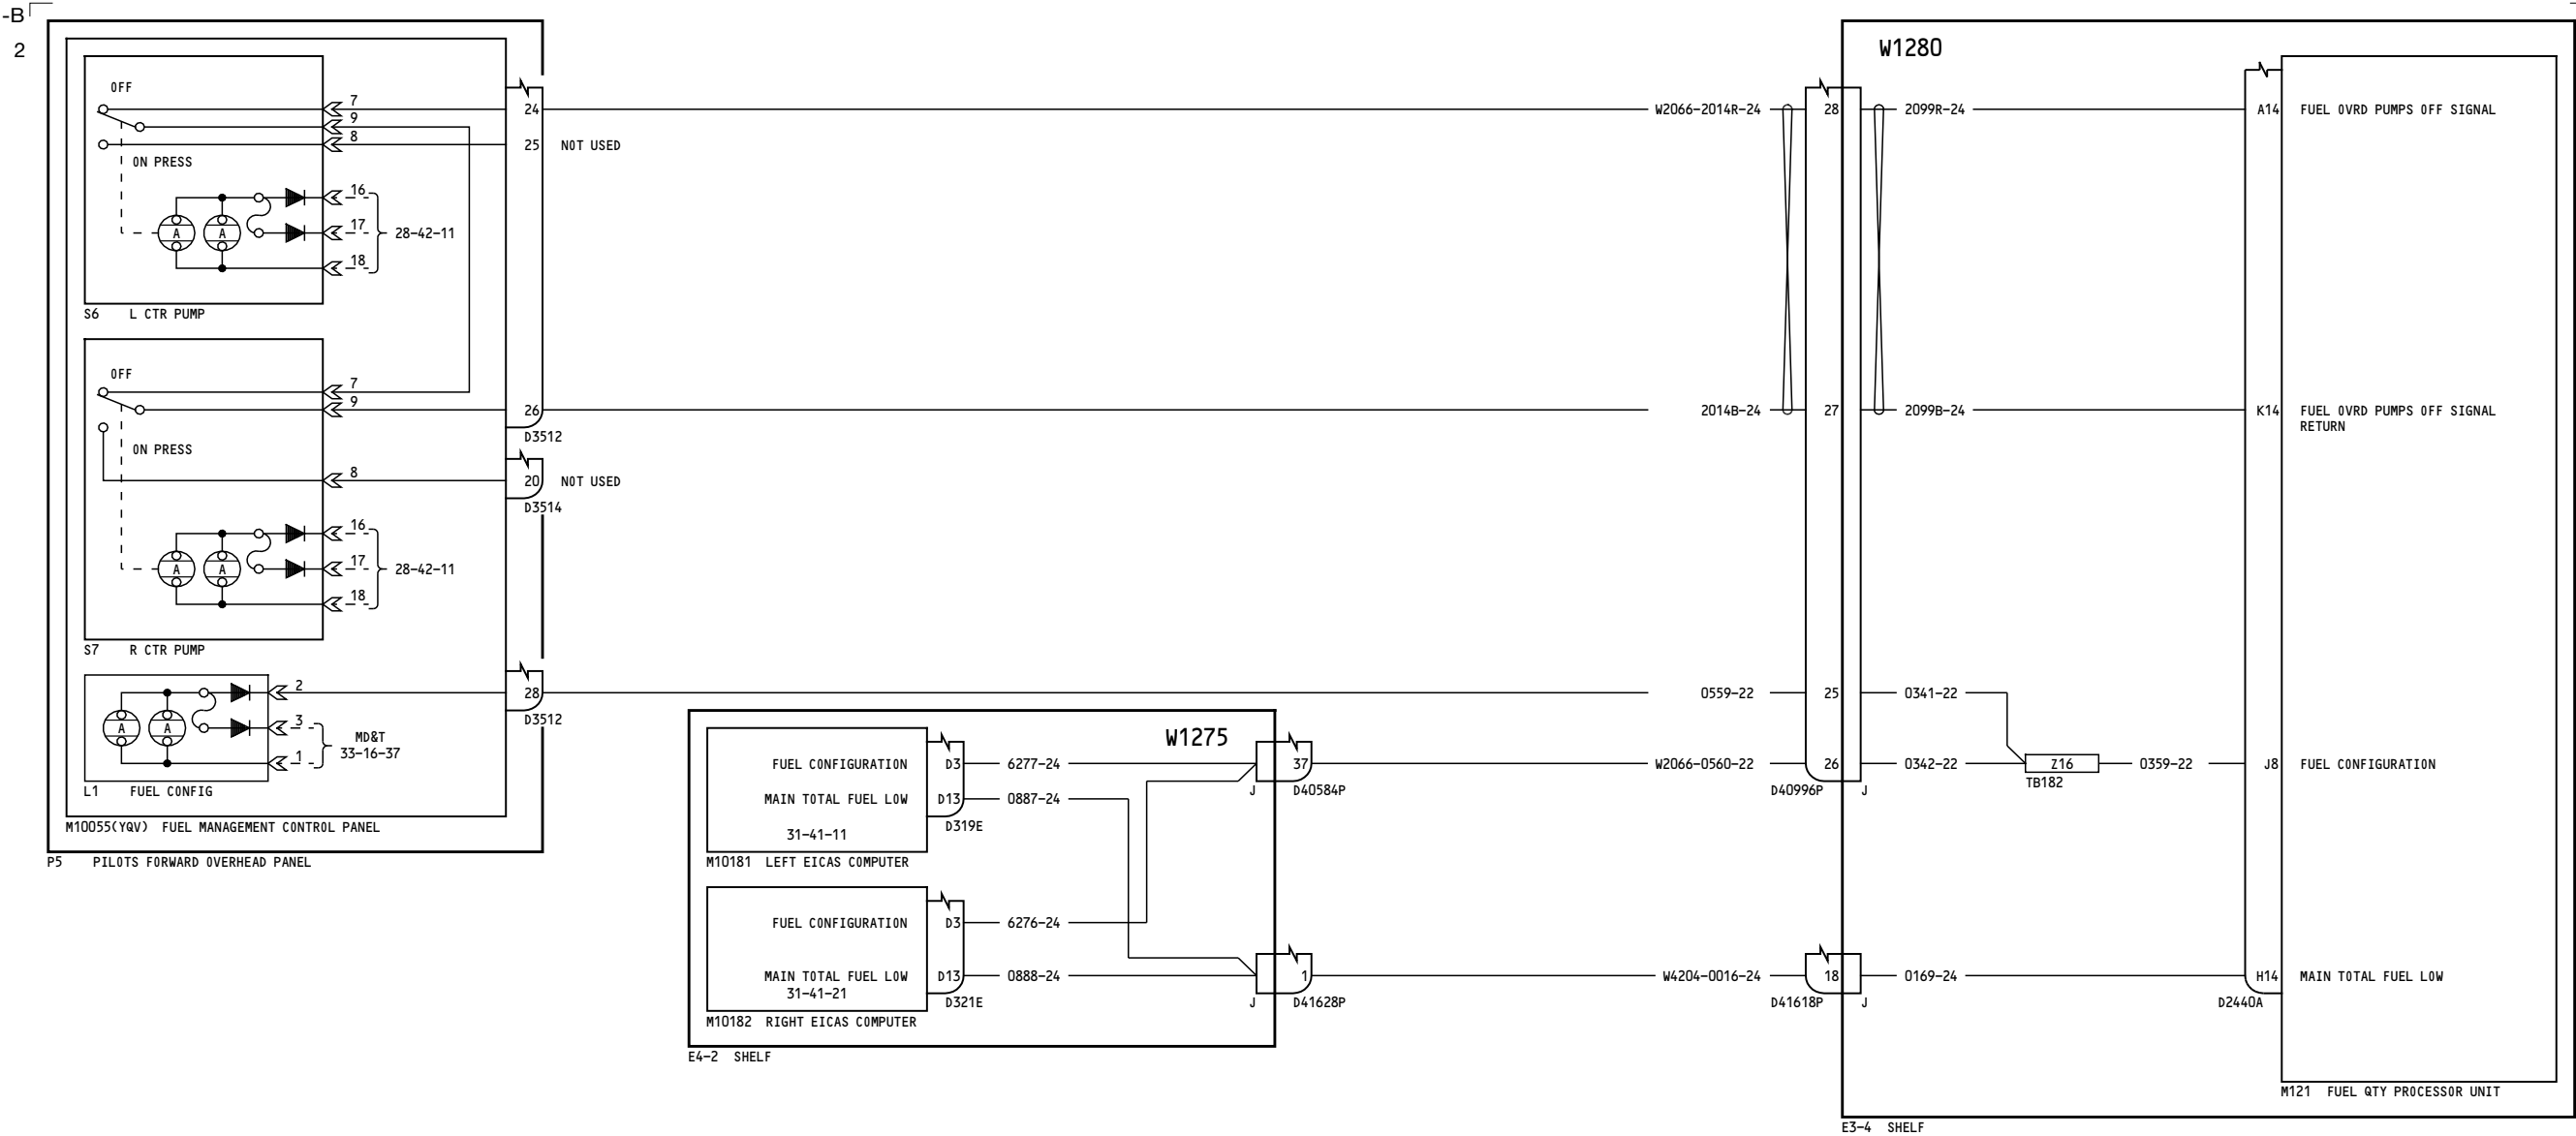 -B
2
W1280
OFF
7
9
8
ON PRESS
16
17
18
28-42-11
A
A
S6 L CTR PUMP
24
25
NOT USED
OFF
7
9
ON PRESS
8
16
17
18
28-42-11
A
A
S7 R CTR PUMP
26
D3512
20
NOT USED
D3514
2
3
1
A
A
MD&T
33-16-37
L1 FUEL CONFIG
28
D3512
M10055(YQV) FUEL MANAGEMENT CONTROL PANEL
P5 PILOTS FORWARD OVERHEAD PANEL
W1275
FUEL CONFIGURATION
D3
6277-24
MAIN TOTAL FUEL LOW
D13
0887-24
31-41-11
D319E
M10181 LEFT EICAS COMPUTER
37
J
D40584P
FUEL CONFIGURATION
D3
6276-24
MAIN TOTAL FUEL LOW
D13
0888-24
31-41-21
D321E
M10182 RIGHT EICAS COMPUTER
1
J
D41628P
E4-2 SHELF
W2066-2014R-24
28
2099R-24
A14
FUEL OVRD PUMPS OFF SIGNAL
2014B-24
27
2099B-24
K14
FUEL OVRD PUMPS OFF SIGNAL
RETURN
0559-22
25
0341-22
W2066-0560-22
26
0342-22
Z16
0359-22
J8
FUEL CONFIGURATION
TB182
D40996P
J
W4204-0016-24
18
0169-24
H14
MAIN TOTAL FUEL LOW
D41618P
J
D2440A
M121 FUEL QTY PROCESSOR UNIT
E3-4 SHELF